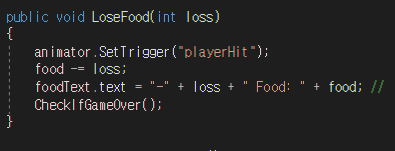 public void LoseFood(int loss)
{
animator.SetTrigger("playerHit");
food -= loss;
foodText.text = "-" + loss + " Food: " + food; //
CheckIfGameOver();
}